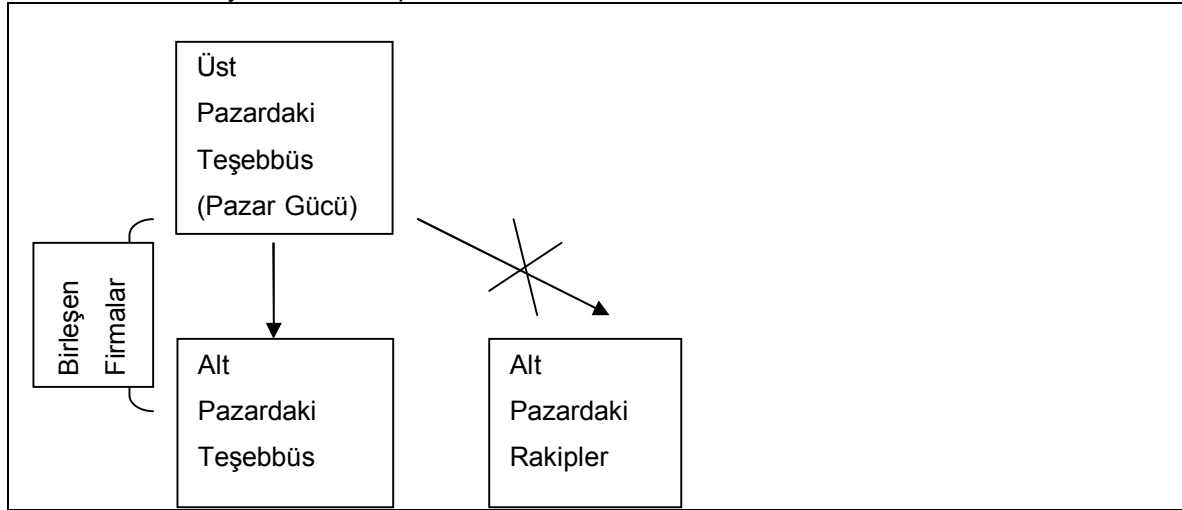 Üst
Pazardaki
Teşebbüs
(Pazar Gücü)
Birleşen
Firmalar
Alt
Pazardaki
Teşebbüs
Alt
Pazardaki
Rakipler